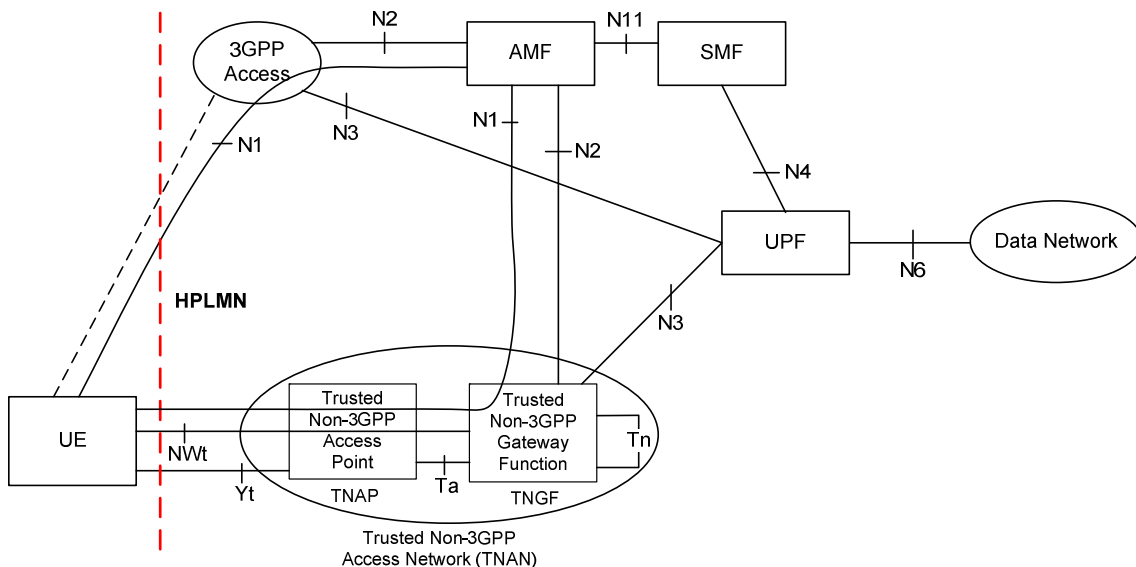 N2
N11
3GPP
Access
AMF
SMF
N3
N1
N1
N2
N4
UPF
Data Network
N6
HPLMN
N3
UE
NWt
Yt
Trusted
Non-3GPP
Access
Point
TNAP
Ta
Trusted
Non-3GPP
Gateway
Function
TNGF
Tn
Trusted Non-3GPP
Access Network (TNAN)